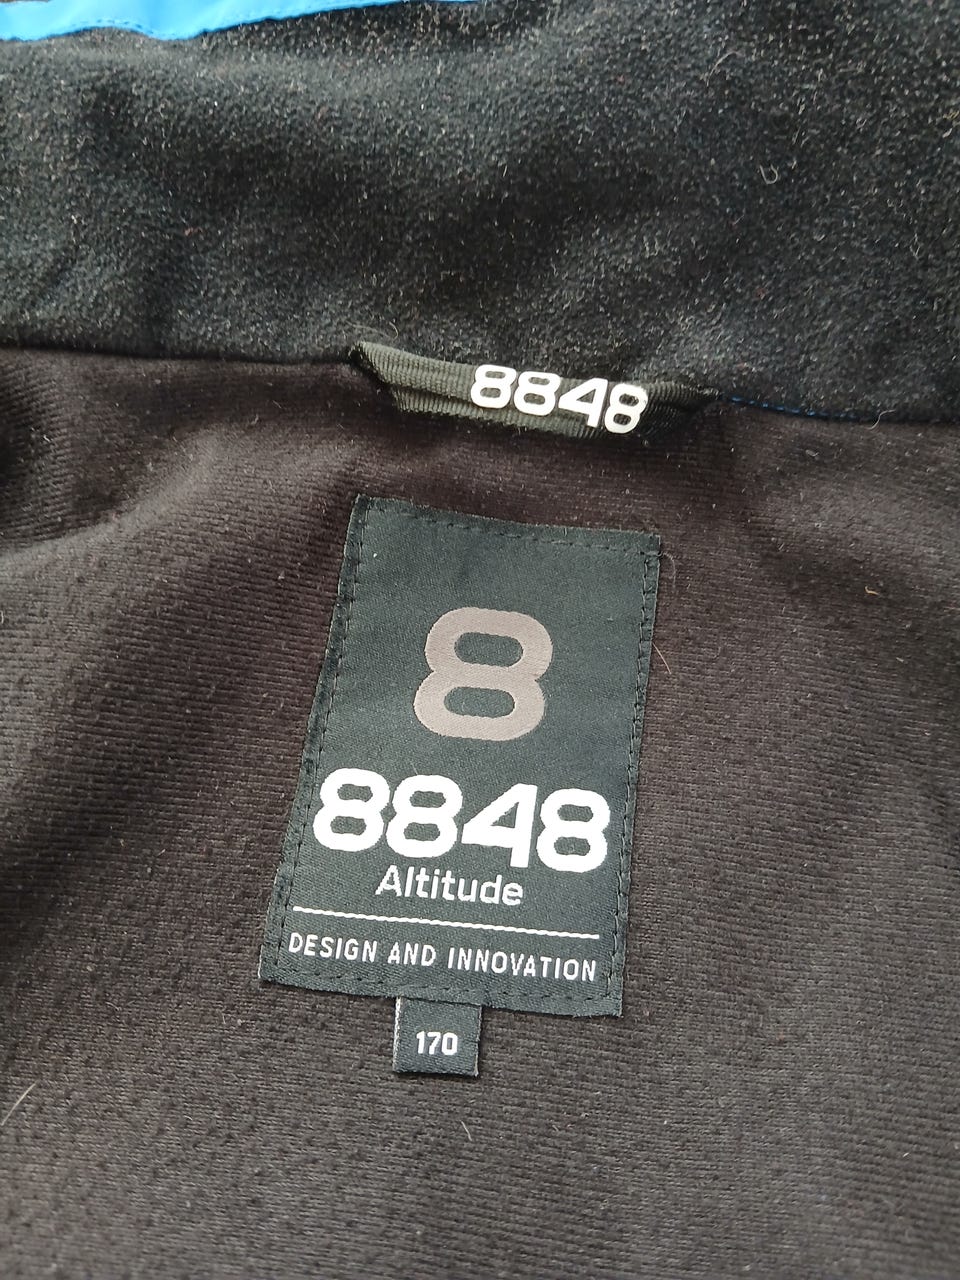 8848
8
8848
Altitude
DESIGN AND INNOVATION
170